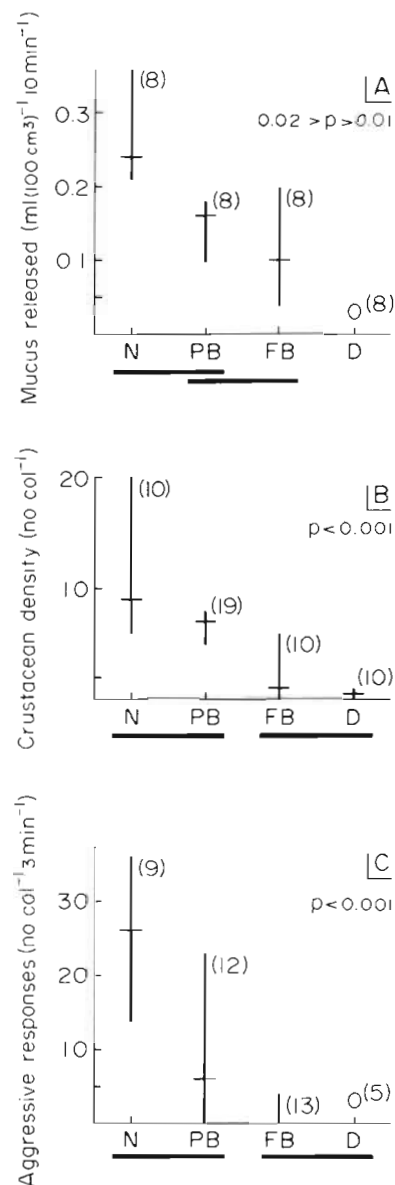 Mucus released (ml(100 cm³)⁻¹ 10 min⁻¹)
A
0.02 > p > 0.01
0.3
0.2
0 1
(8)
(8)
(8)
0 (8)
N PB FB D
Crustacean density (no col⁻¹)
B
p < 0.001
20
10
(10)
(19)
(10)
(10)
N PB FB D
Aggressive responses (no col⁻¹ 3 min⁻¹)
C
p < 0.001
30
20
10
(9)
(12)
(13)
0 (5)
N PB FB D